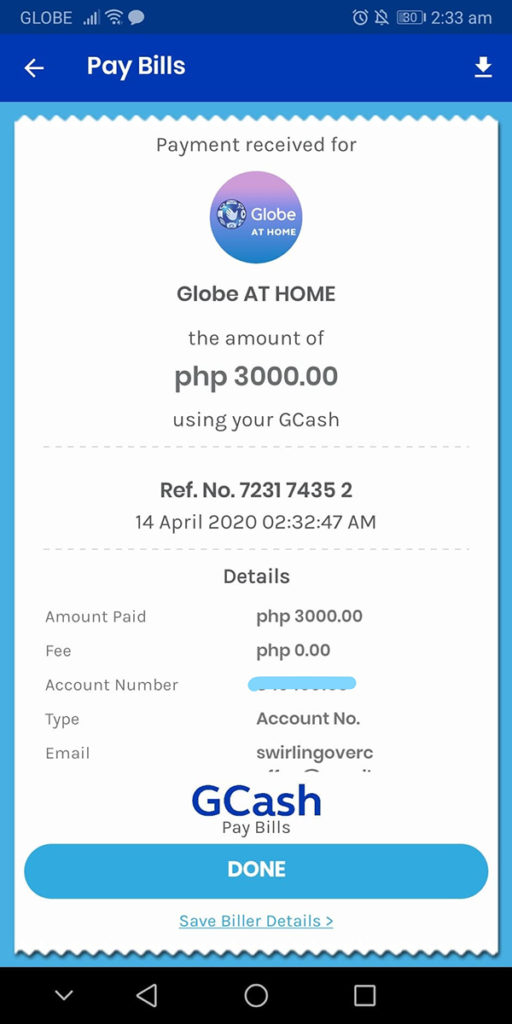 GLOBE 30 2:33 am
Pay Bills
Payment received for
Globe
AT HOME
Globe AT HOME
the amount of
php 3000.00
using your GCash
Ref. No. 7231 7435 2
14 April 2020 02:32:47 AM
Details
Amount Paid php 3000.00
Fee php 0.00
Account Number
Type Account No.
Email swirlingoverc
GCash
Pay Bills
DONE
Save Biller Details >